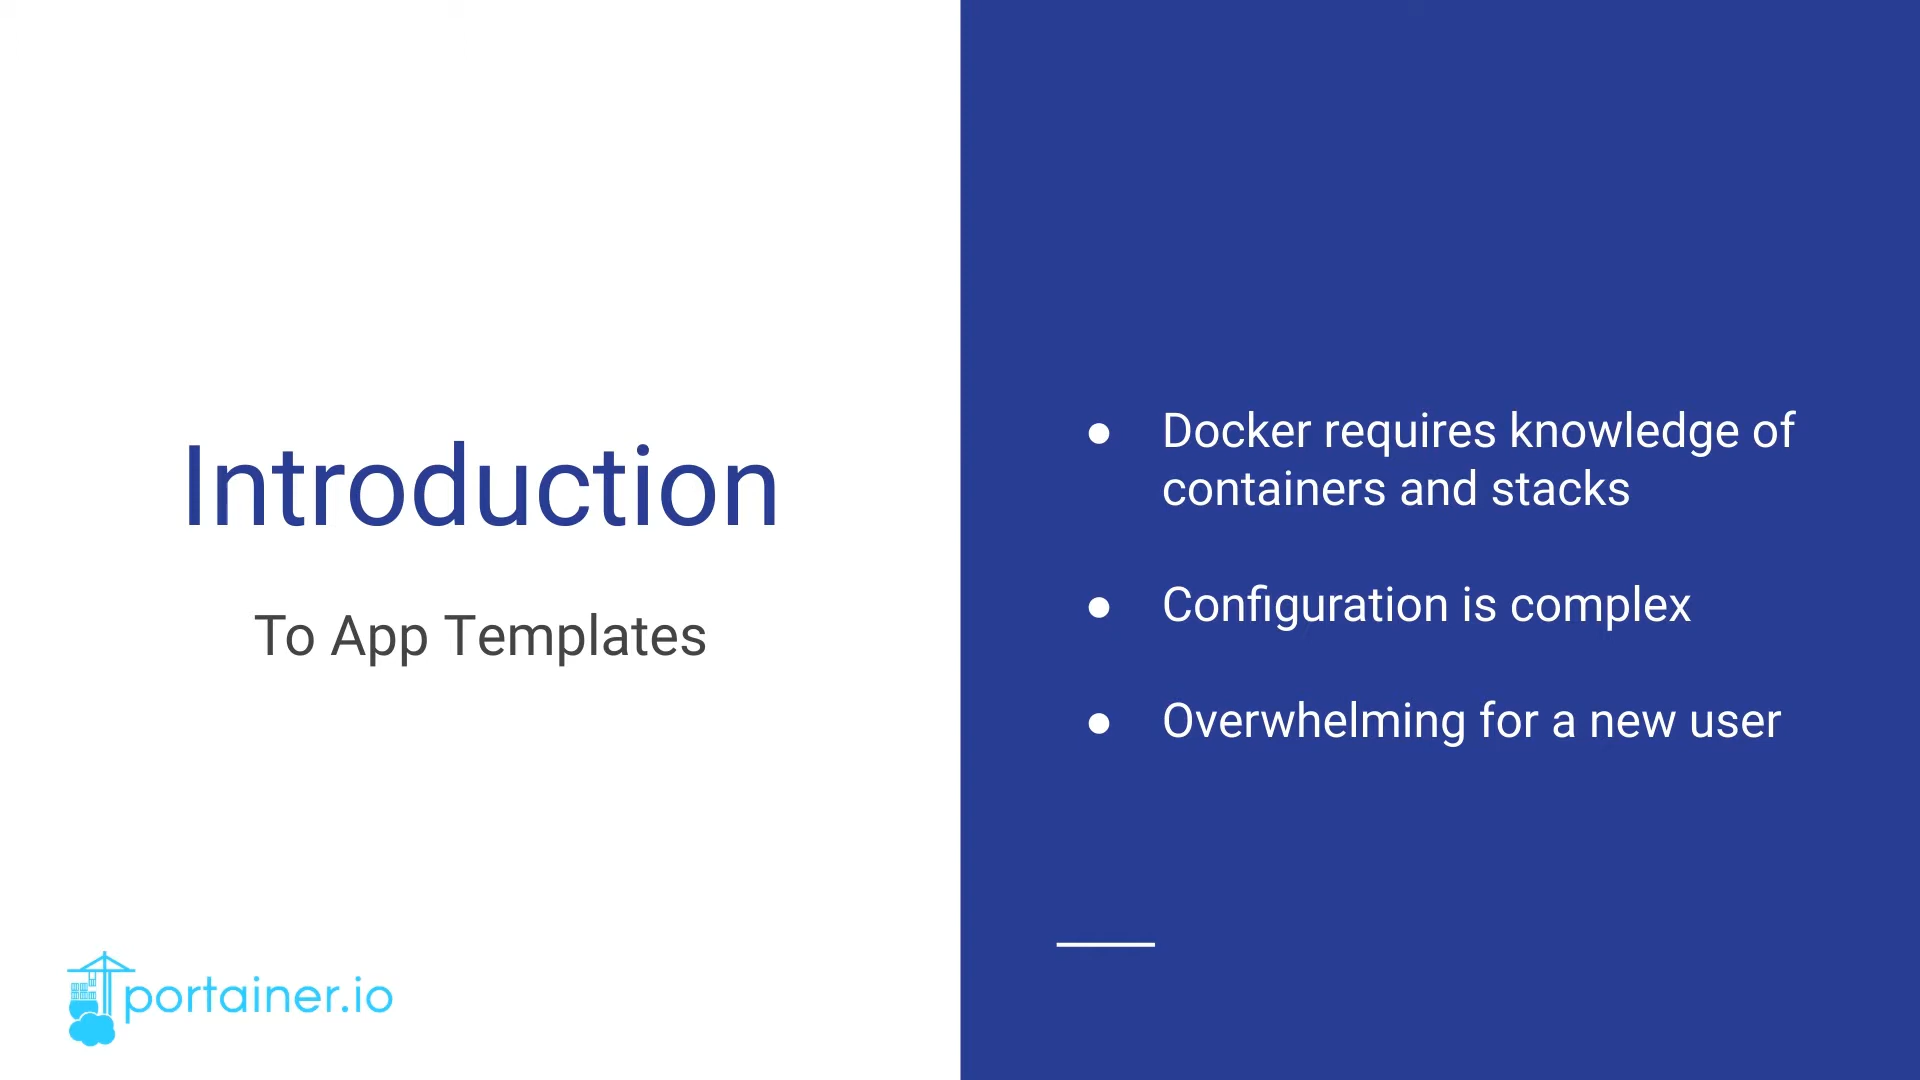 Introduction
To App Templates
● Docker requires knowledge of
containers and stacks
● Configuration is complex
● Overwhelming for a new user
portainer.io